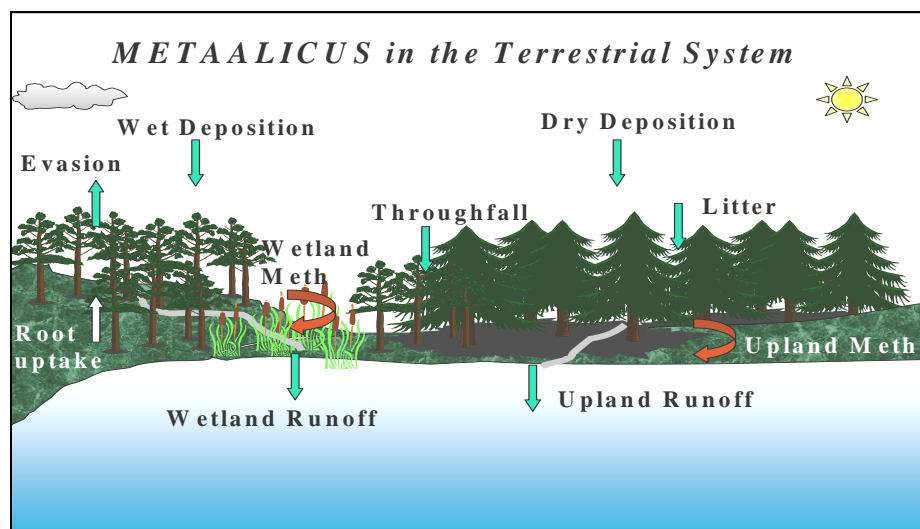 METAALICUS in the Terrestrial System
Wet Deposition
Dry Deposition
Evasion
Throughfall
Litter
Wetland
Meth
Root
uptake
Upland Meth
Wetland Runoff
Upland Runoff